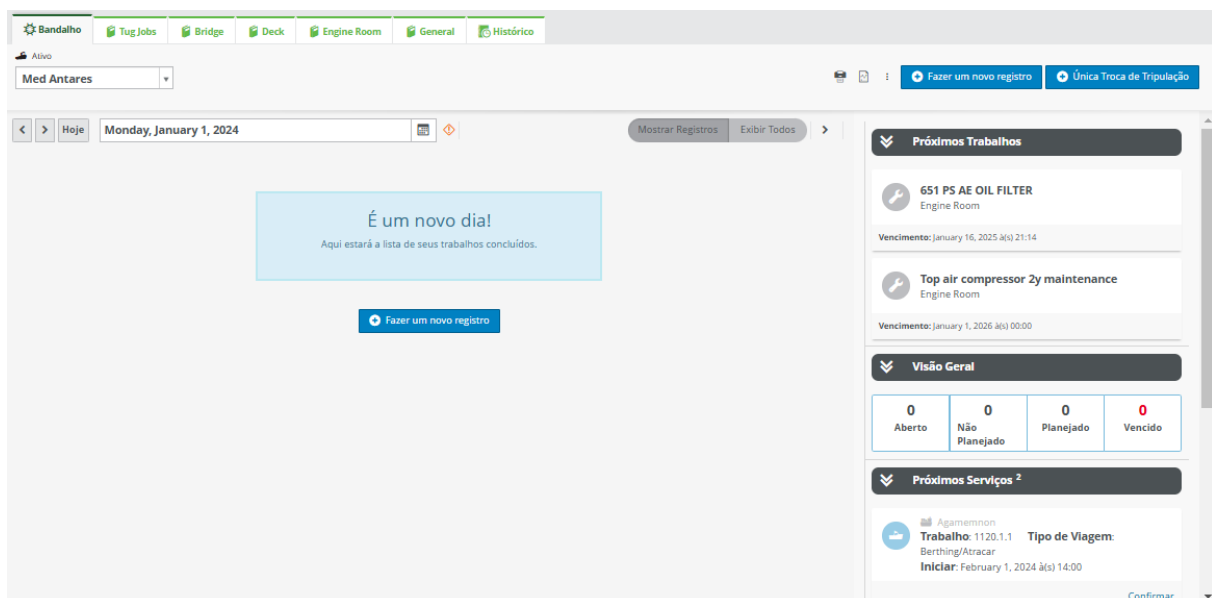 Bandalho
Tug Jobs
Bridge
Deck
Engine Room
General
Histórico
Ativo
Med Antares
Fazer um novo registro
Única Troca de Tripulação
Hoje
Monday, January 1, 2024
Mostrar Registros
Exibir Todos
É um novo dia!
Aqui estará a lista de seus trabalhos concluídos.
Fazer um novo registro
Próximos Trabalhos
651 PS AE OIL FILTER
Engine Room
Vencimento: January 16, 2025 à(s) 21:14
Top air compressor 2y maintenance
Engine Room
Vencimento: January 1, 2026 à(s) 00:00
Visão Geral
0
Aberto
0
Não
Planejado
0
Planejado
0
Vencido
Próximos Serviços 2
Agamemnon
Trabalho: 1120.1.1 Tipo de Viagem:
Berthing/Atracar
Iniciar: February 1, 2024 à(s) 14:00
Confirmar